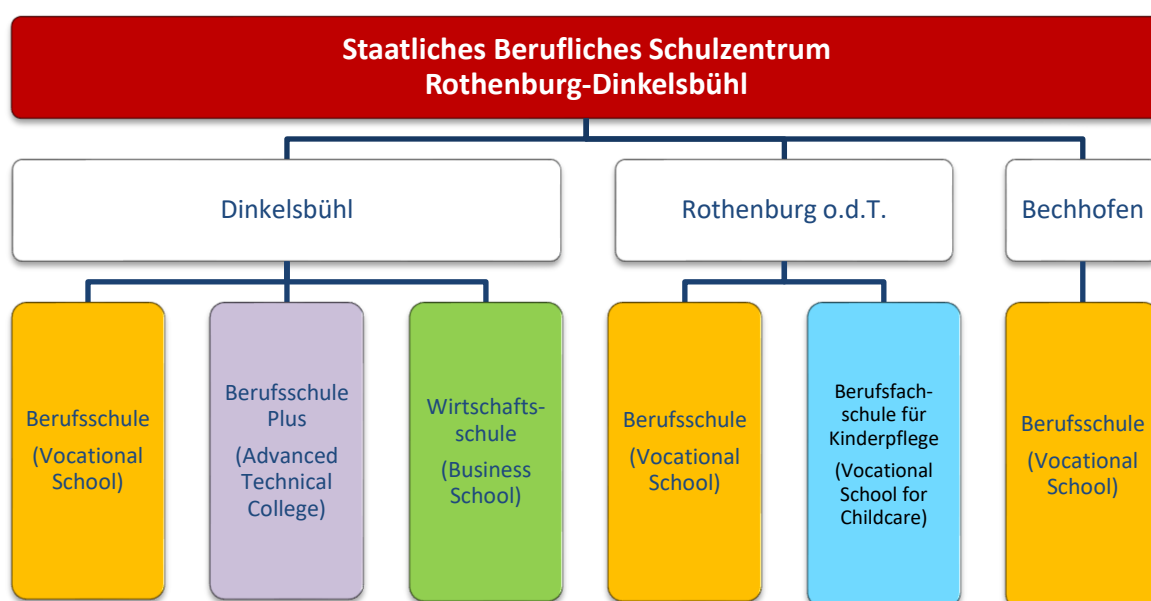 Staatliches Berufliches Schulzentrum
Rothenburg-Dinkelsbühl
Dinkelsbühl
Rothenburg o.d.T.
Bechhofen
Berufsschule
(Vocational
School)
Berufsschule
Plus
(Advanced
Technical
College)
Wirtschafts-
schule
(Business
School)
Berufsschule
(Vocational
School)
Berufsfach-
schule für
Kinderpflege
(Vocational
School for
Childcare)
Berufsschule
(Vocational
School)